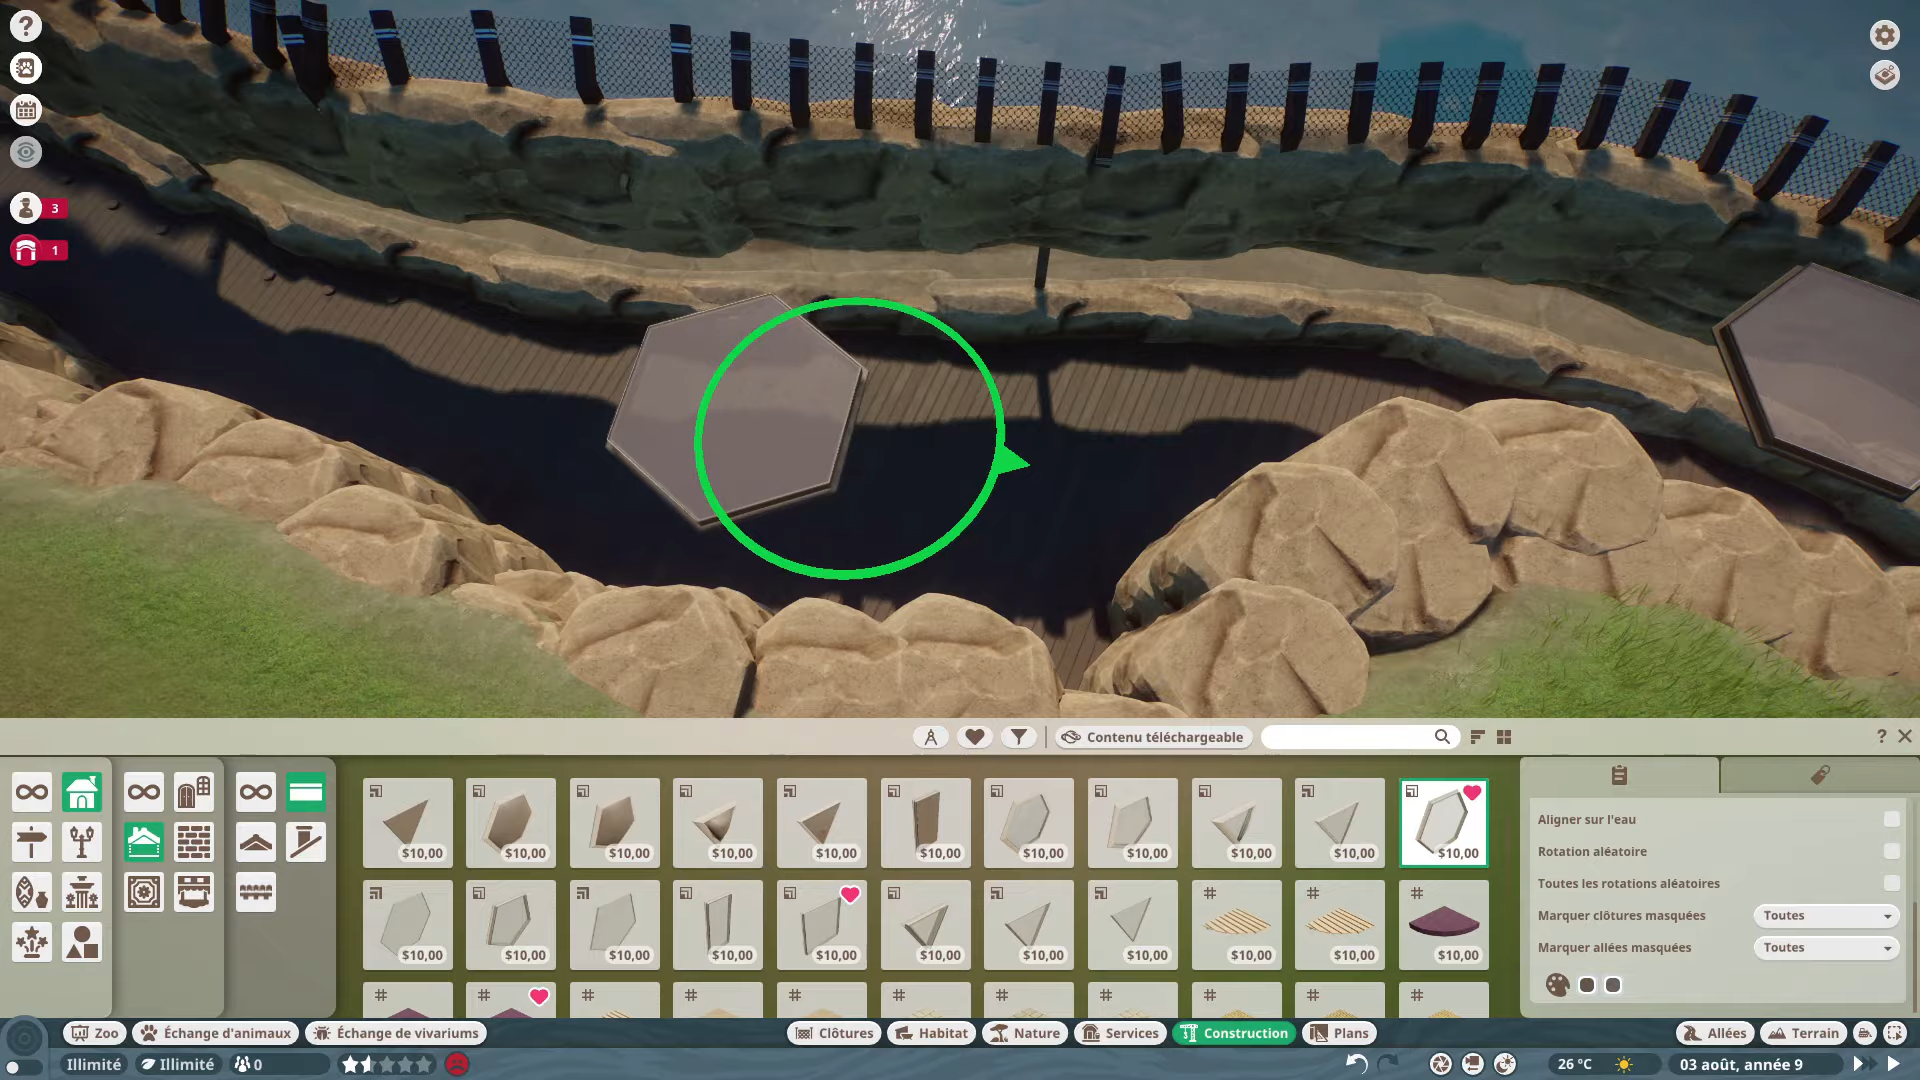 ?
3
1
Contenu téléchargeable
?
$10,00 $10,00 $10,00 $10,00 $10,00 $10,00 $10,00 $10,00 $10,00 $10,00 $10,00
$10,00 $10,00 $10,00 $10,00 $10,00 $10,00 $10,00 $10,00 $10,00 $10,00 $10,00
Aligner sur l'eau
Rotation aléatoire
Toutes les rotations aléatoires
Marquer clôtures masquées Toutes
Marquer allées masquées Toutes
Zoo Échange d'animaux Échange de vivariums Clôtures Habitat Nature Services Construction Plans Allées Terrain
Illimité Illimité 0 26 °C 03 août, année 9